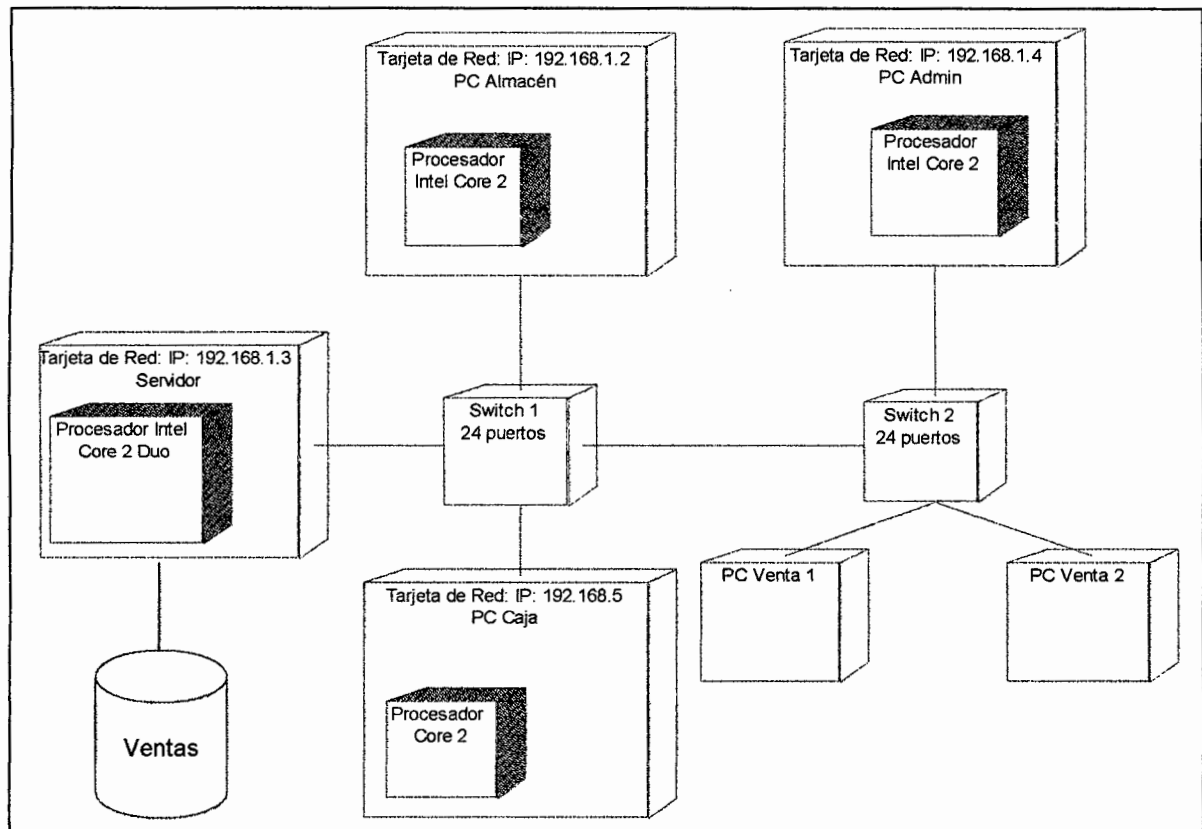 Tarjeta de Red: IP: 192.168.1.2
PC Almacén
Procesador
Intel Core 2
Tarjeta de Red: IP: 192.168.1.4
PC Admin
Procesador
Intel Core 2
Tarjeta de Red: IP: 192.168.1.3
Servidor
Procesador Intel
Core 2 Duo
Switch 1
24 puertos
Switch 2
24 puertos
Tarjeta de Red: IP: 192.168.5
PC Caja
Procesador
Core 2
PC Venta 1
PC Venta 2
Ventas